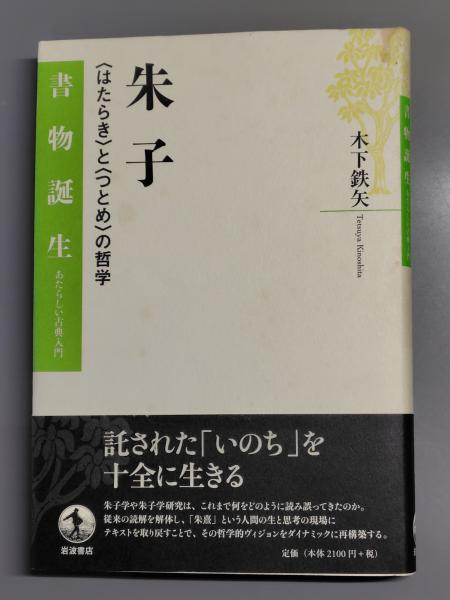 朱子
〈はたらき〉と〈つとめ〉の哲学
木下鉄矢
Tetsuya Kinoshita
書物誕生
あたらしい古典入門
書物誕生
託された「いのち」を
十全に生きる
朱子学や朱子学研究は、これまで何をどのように読み誤ってきたのか。
従来の読解を解体し、「朱熹」という人間の生と思考の現場に
テキストを取り戻すことで、その哲学的ヴィジョンをダイナミックに再構築する。
岩波書店
定価（本体2100円+税）